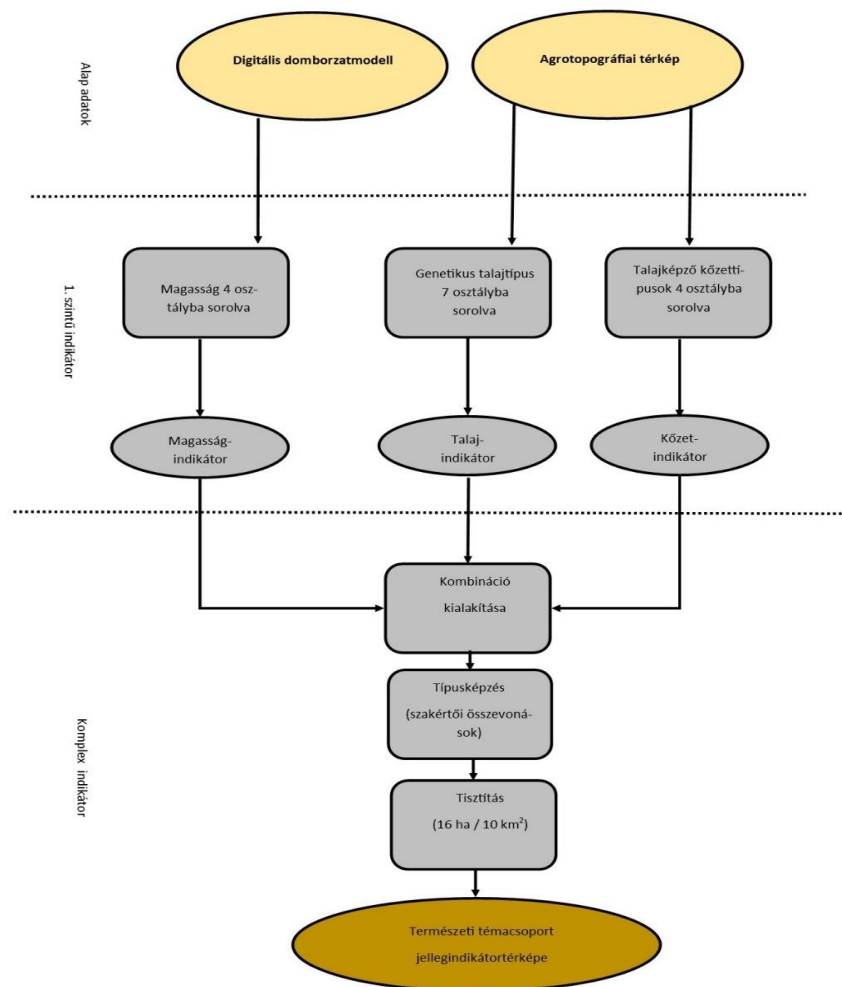 Alap adatok
Digitális domborzatmodell
Agrotopográfiai térkép
1. szintű indikátor
Magasság 4 osz-
tályba sorolva
Genetikus talajtípus
7 osztályba
sorolva
Talajképző kőzettí-
pusok 4 osztályba
sorolva
Magasság-
indikátor
Talaj-
indikátor
Kőzet-
indikátor
Komplex indikátor
Kombináció
kialakítása
Típusképzés
(szakértői összevoná-
sok)
Tisztítás
(16 ha / 10 km²)
Természeti témacsoport
jellegindikátortérképe